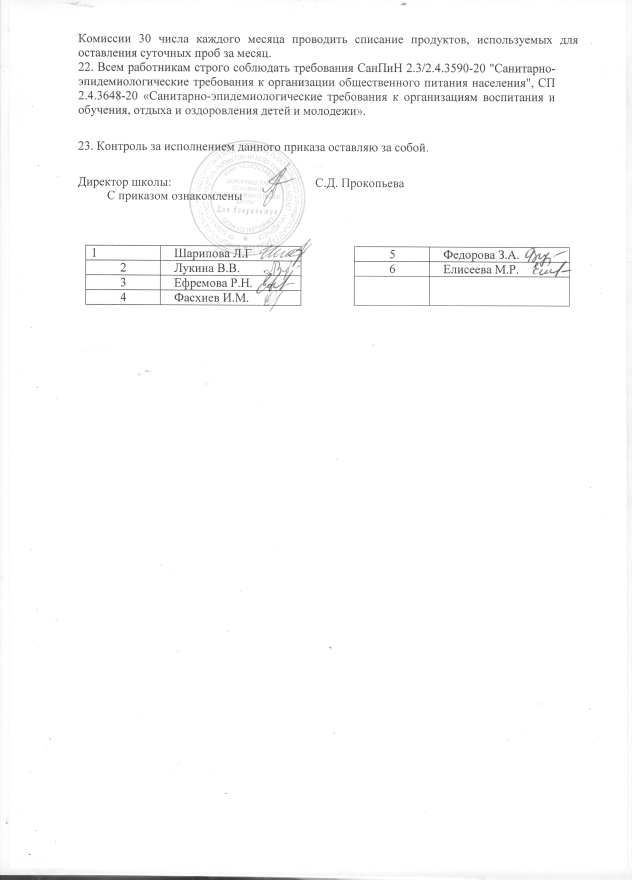 Комиссии 30 числа каждого месяца проводить списание продуктов, используемых для
оставления суточных проб за месяц.
22. Всем работникам строго соблюдать требования СанПиН 2.3/2.4.3590-20 "Санитарно-
эпидемиологические требования к организации общественного питания населения", СП
2.4.3648-20 «Санитарно-эпидемиологические требования к организациям воспитания и
обучения, отдыха и оздоровления детей и молодежи».
23. Контроль за исполнением данного приказа оставляю за собой.
Директор школы: С.Д. Прокопьева
С приказом ознакомлены
Для документов
1 Шарипова Л.Г
2 Лукина В.В.
3 Ефремова Р.Н.
4 Фасхиев И.М.
5 Федорова З.А.
6 Елисеева М.Р.